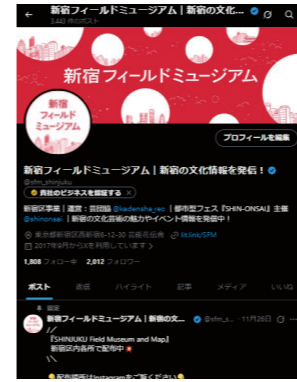 新宿フィールドミュージアム｜新宿の文化...
3,442 件のポスト
新宿フィールドミュージアム
新宿
フィールド
ミュージアム
プロフィールを編集
新宿フィールドミュージアム｜新宿の文化情報を発信！
@sfm_shinjuku
貴社のビジネスを認証する ×
新宿区事業｜運営：芸団協 @kadensha_rec｜都市型フェス『SHIN-ONSAI』主催
@shinonsai｜新宿の文化芸術の魅力やイベント情報を発信中！
東京都新宿区西新宿6-12-30 芸能花伝舎 lit.link/SFM
2017年9月からXを利用しています >
1,808 フォロー中 2,012 フォロワー
ポスト 返信 ハイライト 記事 メディア いいね
固定
新宿フィールドミュージアム｜新宿の文... @sfm_s... ·11月26日
//
『SHINJUKU Field Museum and Map』
新宿区内各所で配布中
\\
配布場所はInstagramをご覧ください